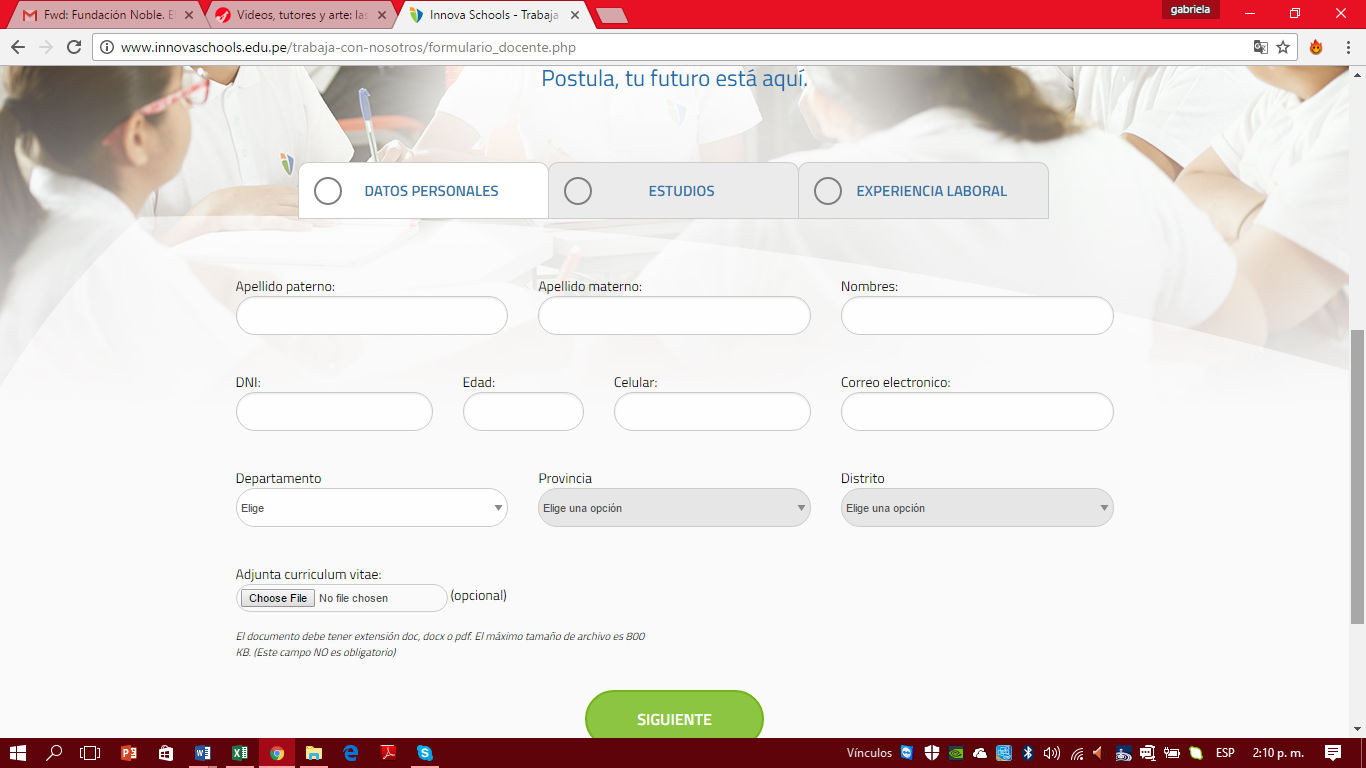 Fwd: Fundación Noble. E
Videos, tutores y arte: las
Innova Schools - Trabaja
gabriela
www.innovaschools.edu.pe/trabaja-con-nosotros/formulario_docente.php
Postula, tu futuro está aquí.
DATOS PERSONALES
ESTUDIOS
EXPERIENCIA LABORAL
Apellido paterno:
Apellido materno:
Nombres:
DNI:
Edad:
Celular:
Correo electronico:
Departamento
Provincia
Distrito
Elige
Elige una opción
Elige una opción
Adjunta curriculum vitae:
Choose File No file chosen (opcional)
El documento debe tener extensión doc, docx o pdf. El máximo tamaño de archivo es 800
KB. (Este campo NO es obligatorio)
SIGUIENTE
Vínculos
ESP
2:10 p. m.